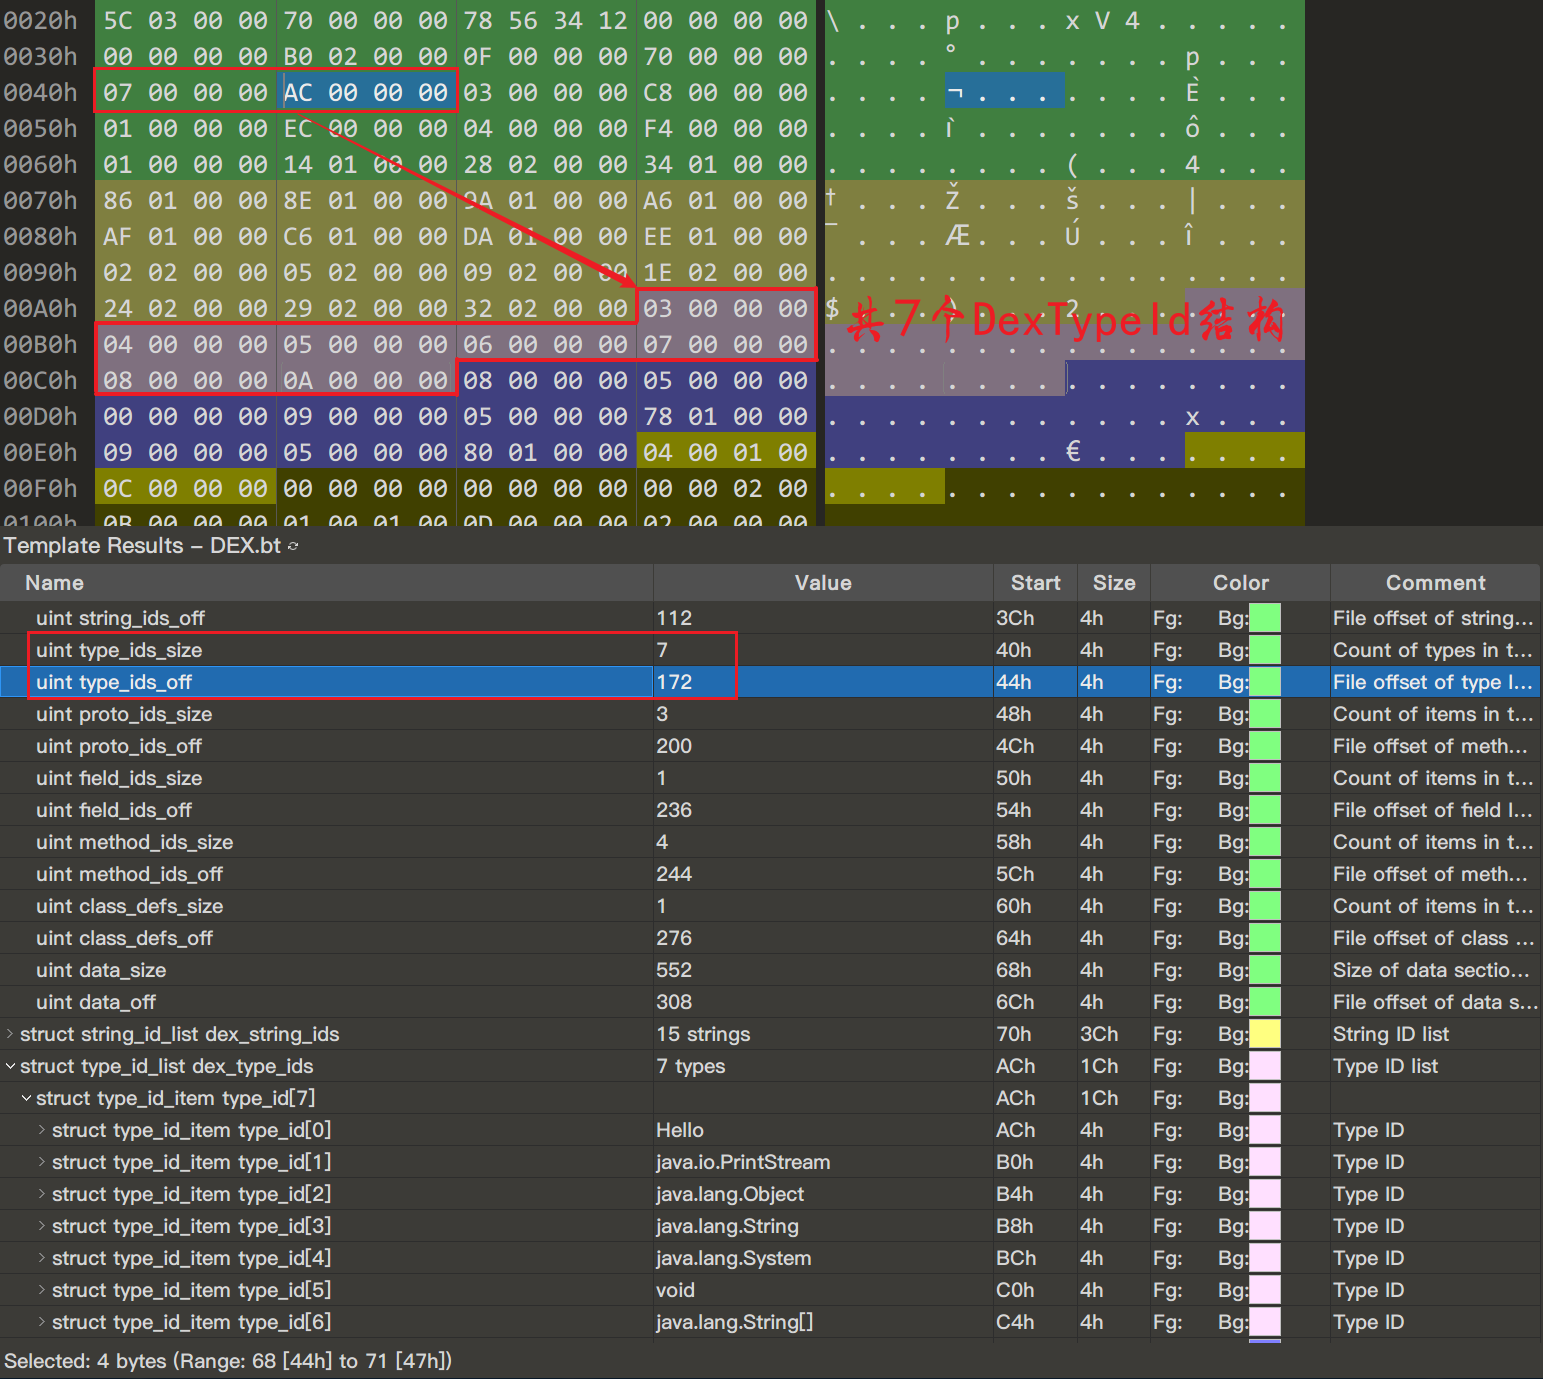 0020h 5C 03 00 00 70 00 00 00 78 56 34 12 00 00 00 00 \ . . . p . . . x V 4 . . . . .
0030h 00 00 00 00 B0 02 00 00 0F 00 00 00 70 00 00 00 . . . . ° . . . . . . . p . . .
0040h 07 00 00 00 AC 00 00 00 03 00 00 00 C8 00 00 00 . . . . ¬ . . . . . . . È . . .
0050h 01 00 00 00 EC 00 00 00 04 00 00 00 F4 00 00 00 . . . . ì . . . . . . . ô . . .
0060h 01 00 00 00 14 01 00 00 28 02 00 00 34 01 00 00 . . . . . . . . ( . . . 4 . . .
0070h 86 01 00 00 8E 01 00 00 9A 01 00 00 A6 01 00 00 † . . . Ž . . . š . . . ¦ . . .
0080h AF 01 00 00 C6 01 00 00 DA 01 00 00 EE 01 00 00 ¯ . . . Æ . . . Ú . . . î . . .
0090h 02 02 00 00 05 02 00 00 09 02 00 00 1E 02 00 00 . . . . . . . . . . . . . . . .
00A0h 24 02 00 00 29 02 00 00 32 02 00 00 03 00 00 00 $ . . . ) . . . 2 . . . . . . .
共7个DexTypeId结构
00B0h 04 00 00 00 05 00 00 00 06 00 00 00 07 00 00 00 . . . . . . . . . . . . . . . .
00C0h 08 00 00 00 0A 00 00 00 08 00 00 00 05 00 00 00 . . . . . . . . . . . . . . . .
00D0h 00 00 00 00 09 00 00 00 05 00 00 00 78 01 00 00 . . . . . . . . . . . . x . . .
00E0h 09 00 00 00 05 00 00 00 80 01 00 00 04 00 01 00 . . . . . . . . € . . . . . . .
00F0h 0C 00 00 00 00 00 00 00 00 00 00 00 00 00 02 00 . . . . . . . . . . . . . . . .
0100h 0B 00 00 00 01 00 01 00 0D 00 00 00 02 00 00 00
Template Results – DEX.bt
Name Value Start Size Color Comment
uint string_ids_off 112 3Ch 4h Fg: Bg: File offset of string...
uint type_ids_size 7 40h 4h Fg: Bg: Count of types in t...
uint type_ids_off 172 44h 4h Fg: Bg: File offset of type l...
uint proto_ids_size 3 48h 4h Fg: Bg: Count of items in t...
uint proto_ids_off 200 4Ch 4h Fg: Bg: File offset of meth...
uint field_ids_size 1 50h 4h Fg: Bg: Count of items in t...
uint field_ids_off 236 54h 4h Fg: Bg: File offset of field l...
uint method_ids_size 4 58h 4h Fg: Bg: Count of items in t...
uint method_ids_off 244 5Ch 4h Fg: Bg: File offset of meth...
uint class_defs_size 1 60h 4h Fg: Bg: Count of items in t...
uint class_defs_off 276 64h 4h Fg: Bg: File offset of class ...
uint data_size 552 68h 4h Fg: Bg: Size of data sectio...
uint data_off 308 6Ch 4h Fg: Bg: File offset of data s...
struct string_id_list dex_string_ids 15 strings 70h 3Ch Fg: Bg: String ID list
struct type_id_list dex_type_ids 7 types ACh 1Ch Fg: Bg: Type ID list
struct type_id_item type_id[7] ACh 1Ch Fg: Bg:
struct type_id_item type_id[0] Hello ACh 4h Fg: Bg: Type ID
struct type_id_item type_id[1] java.io.PrintStream B0h 4h Fg: Bg: Type ID
struct type_id_item type_id[2] java.lang.Object B4h 4h Fg: Bg: Type ID
struct type_id_item type_id[3] java.lang.String B8h 4h Fg: Bg: Type ID
struct type_id_item type_id[4] java.lang.System BCh 4h Fg: Bg: Type ID
struct type_id_item type_id[5] void C0h 4h Fg: Bg: Type ID
struct type_id_item type_id[6] java.lang.String[] C4h 4h Fg: Bg: Type ID
Selected: 4 bytes (Range: 68 [44h] to 71 [47h])